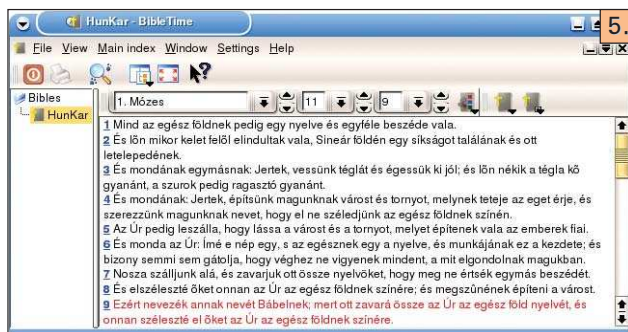 HunKar - BibleTime
5.
File View Main index Window Settings Help
Bibles
HunKar
1. Mózes 11 9
1 Mind az egész földnek pedig egy nyelve és egyféle beszéde vala.
2 És lõn mikor kelet felõl elindultak vala, Sineár földén egy síkságot találának és ott
letelepedének.
3 És mondának egymásnak: Jertek, vessünk téglát és égessük ki jól; és lõn nékik a tégla kõ
gyanánt, a szurok pedig ragasztó gyanánt.
4 És mondának: Jertek, építsünk magunknak várost és tornyot, melynek teteje az eget érje, és
szerezzünk magunknak nevet, hogy el ne széledjünk az egész földnek színén.
5 Az Úr pedig leszálla, hogy lássa a várost és a tornyot, melyet építenek vala az emberek fiai.
6 És monda az Úr: Ímé e nép egy, s az egésznek egy a nyelve, és munkájának ez a kezdete; és
bizony semmi sem gátolja, hogy véghez ne vigyenek mindent, a mit elgondolnak magukban.
7 Nosza szálljunk alá, és zavarjuk ott össze nyelvöket, hogy meg ne értsék egymás beszédét.
8 És elszéleszté õket onnan az Úr az egész földnek színére; és megszûnének építeni a várost.
9 Ezért nevezék annak nevét Bábelnek; mert ott zavará össze az Úr az egész föld nyelvét, és
onnan széleszté el õket az Úr az egész földnek színére.